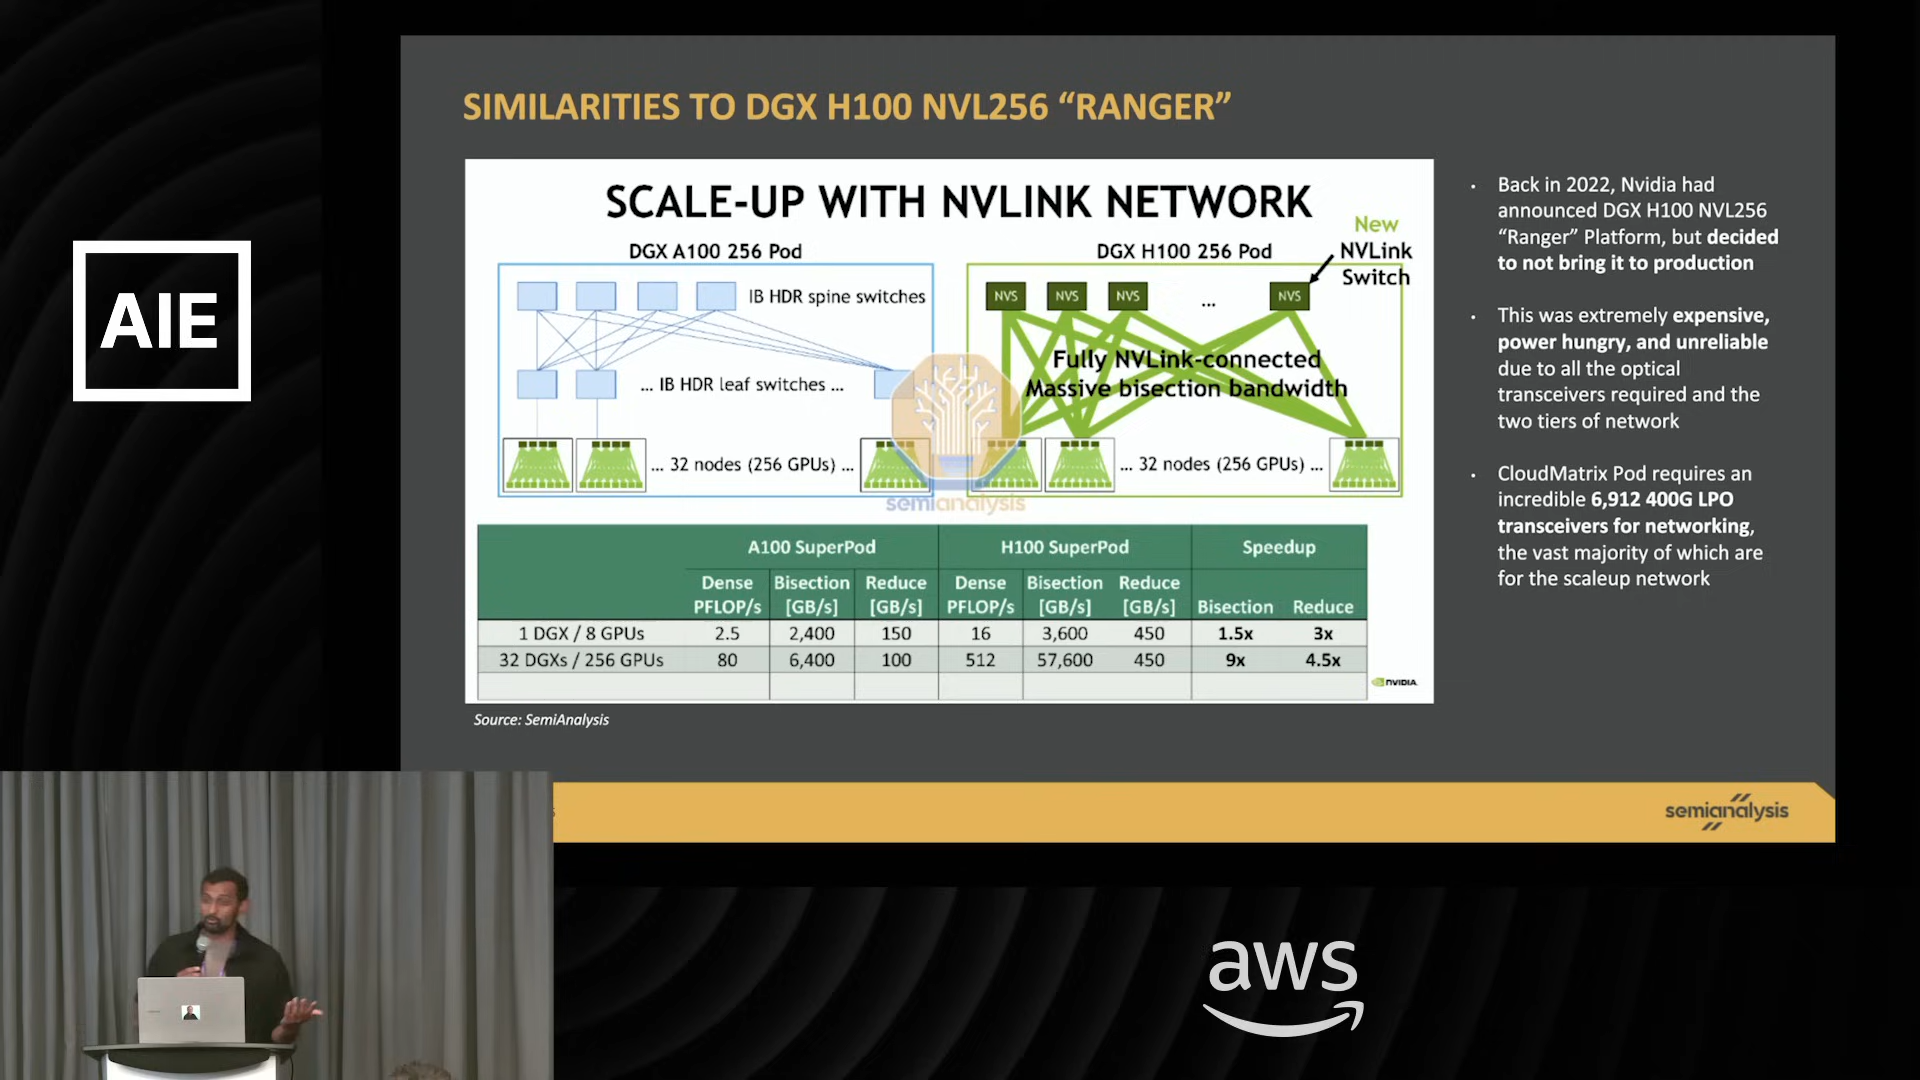 AIE
SIMILARITIES TO DGX H100 NVL256 “RANGER”
SCALE-UP WITH NVLINK NETWORK
DGX A100 256 Pod
IB HDR spine switches
... IB HDR leaf switches ...
... 32 nodes (256 GPUs) ...
DGX H100 256 Pod
New
NVLink
Switch
NVS NVS NVS ... NVS
Fully NVLink-connected
Massive bisection bandwidth
... 32 nodes (256 GPUs) ...
semianalysis
A100 SuperPod H100 SuperPod Speedup
Dense Bisection Reduce Dense Bisection Reduce
PFLOP/s [GB/s] [GB/s] PFLOP/s [GB/s] [GB/s] Bisection Reduce
1 DGX / 8 GPUs 2.5 2,400 150 16 3,600 450 1.5x 3x
32 DGXs / 256 GPUs 80 6,400 100 512 57,600 450 9x 4.5x
NVIDIA
Source: SemiAnalysis
• Back in 2022, Nvidia had
announced DGX H100 NVL256
“Ranger” Platform, but decided
to not bring it to production
• This was extremely expensive,
power hungry, and unreliable
due to all the optical
transceivers required and the
two tiers of network
• CloudMatrix Pod requires an
incredible 6,912 400G LPO
transceivers for networking,
the vast majority of which are
for the scaleup network
semianalysis
aws